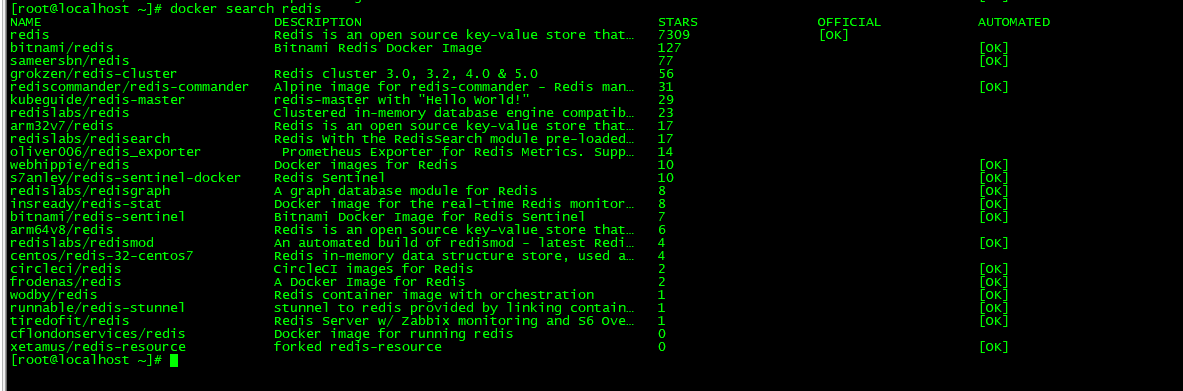 [root@localhost ~]# docker search redis
NAME DESCRIPTION STARS OFFICIAL AUTOMATED
redis Redis is an open source key-value store that… 7309 [OK]
bitnami/redis Bitnami Redis Docker Image 127 [OK]
sameersbn/redis 77 [OK]
grokzen/redis-cluster Redis cluster 3.0, 3.2, 4.0 & 5.0 56
rediscommander/redis-commander Alpine image for redis-commander - Redis man… 31 [OK]
kubeguide/redis-master redis-master with "Hello World!" 29
redislabs/redis Clustered in-memory database engine compatib… 23
arm32v7/redis Redis is an open source key-value store that… 17
redislabs/redisearch Redis With the RedisSearch module pre-loaded… 17
oliver006/redis_exporter Prometheus Exporter for Redis Metrics. Supp… 14
webhippie/redis Docker images for Redis 10 [OK]
s7anley/redis-sentinel-docker Redis Sentinel 10 [OK]
redislabs/redisgraph A graph database module for Redis 8 [OK]
insready/redis-stat Docker image for the real-time Redis monitor… 8 [OK]
bitnami/redis-sentinel Bitnami Docker Image for Redis Sentinel 7 [OK]
arm64v8/redis Redis is an open source key-value store that… 6
redislabs/redismod An automated build of redismod - latest Redi… 4 [OK]
centos/redis-32-centos7 Redis in-memory data structure store, used a… 4
circleci/redis CircleCI images for Redis 2 [OK]
frodenas/redis A Docker Image for Redis 2 [OK]
wodby/redis Redis container image with orchestration 1 [OK]
runnable/redis-stunnel stunnel to redis provided by linking contain… 1 [OK]
tiredofit/redis Redis Server w/ Zabbix monitoring and S6 Ove… 1 [OK]
cflondonservices/redis Docker image for running redis 0
xetamus/redis-resource forked redis-resource 0 [OK]
[root@localhost ~]#